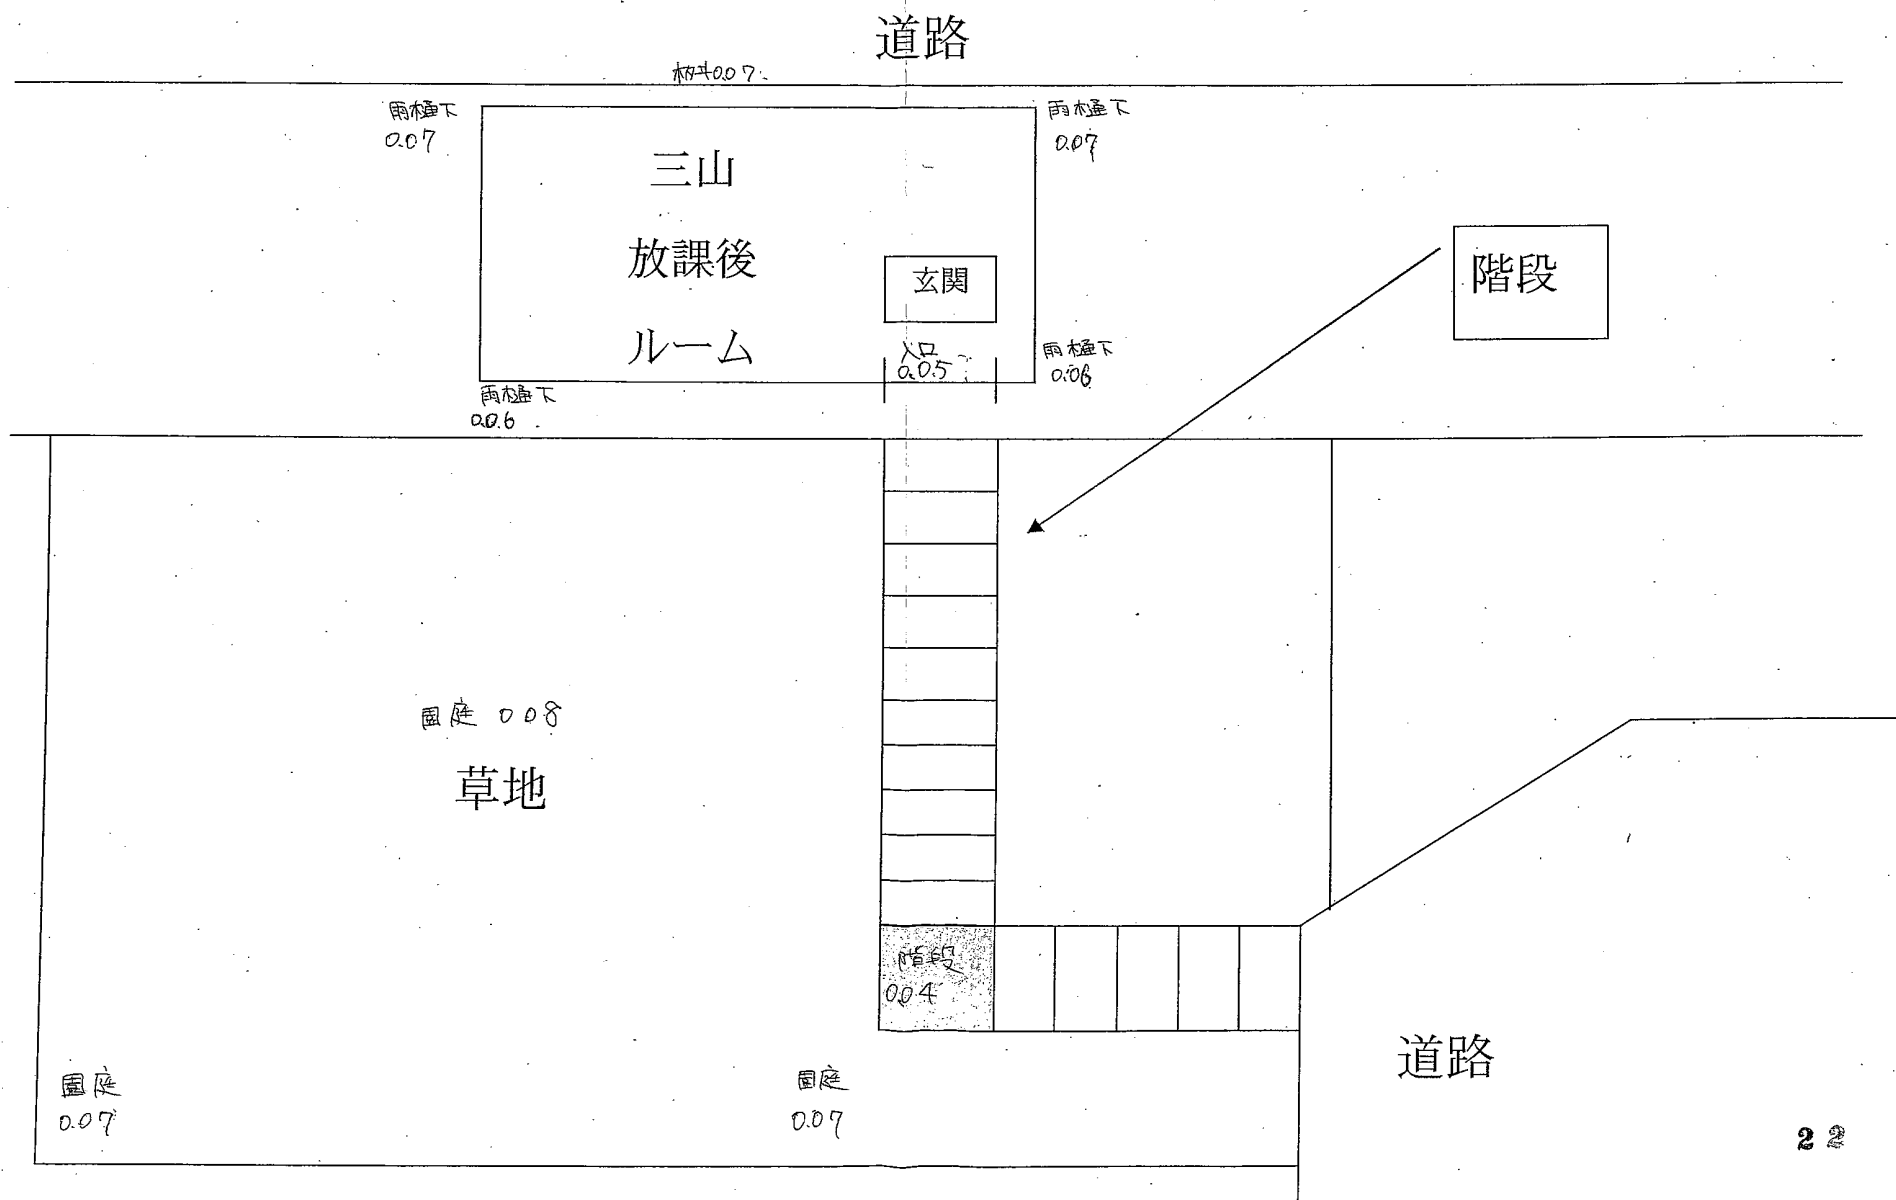 道路
枡斗0.07
雨樋下
0.07
雨樋下
0.07
三山
放課後
ルーム
玄関
階段
入口
0.05
雨樋下
0.06
雨樋下
0.06
園庭 0.08
草地
階段
0.04
道路
園庭
0.07
園庭
0.07
22